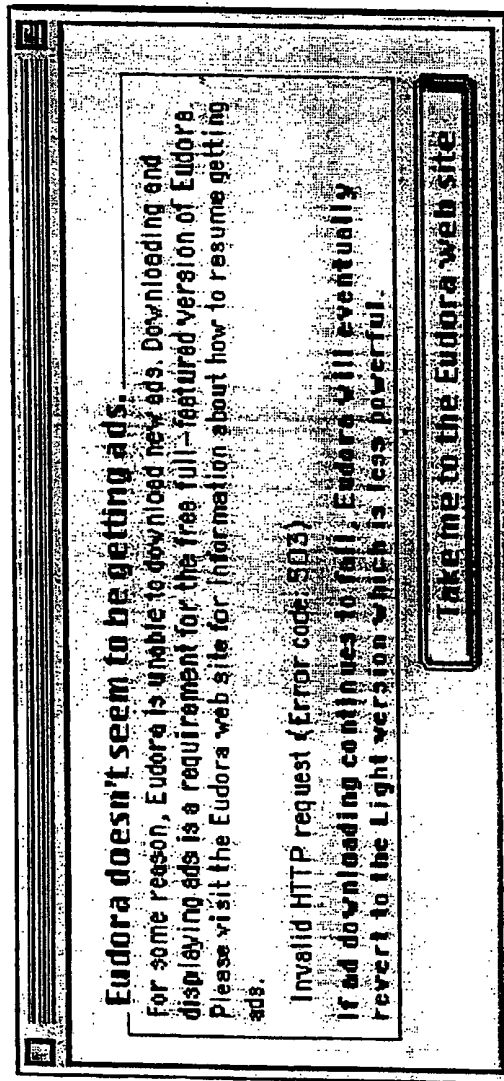 Eudora doesn't seem to be getting ads.
For some reason, Eudora is unable to download new ads. Downloading and
displaying ads is a requirement for the free full-featured version of Eudora.
Please visit the Eudora web site for information about how to resume getting
ads.
Invalid HTTP request (Error code 503)
If ad downloading continues to fail, Eudora will eventually
revert to the Light version which is less powerful.
Take me to the Eudora web site